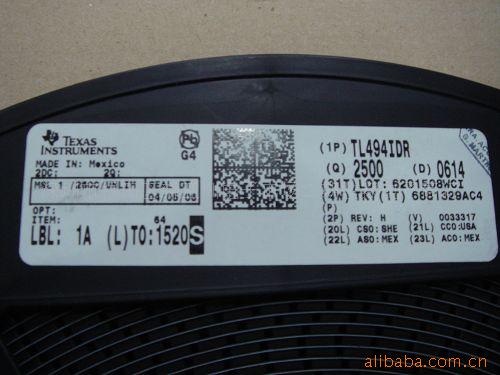 TEXAS
INSTRUMENTS
MADE IN: Mexico
2DC: 2Q:
MSL 1 /260C/UNLIM SEAL DT
04/05/06
OPT:
ITEM: 64
LBL: 1A (L)TO:1520S
Pb
G4
(1P) TL494IDR
(Q) 2500 (D) 0614
(31T)LOT: 6201508WCI
(4W) TKY(1T) 6881329AC4
(P)
(2P) REV: H (V) 0033317
(20L) CSO:SHE (21L) CCO:USA
(22L) ASO:MEX (23L) ACO:MEX
alibaba.com.cn